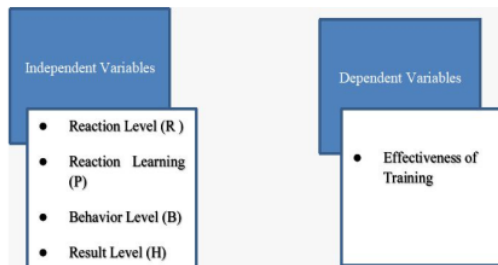 Independent Variables
● Reaction Level (R )
● Reaction Learning
(P)
● Behavior Level (B)
● Result Level (H)
Dependent Variables
● Effectiveness of
Training